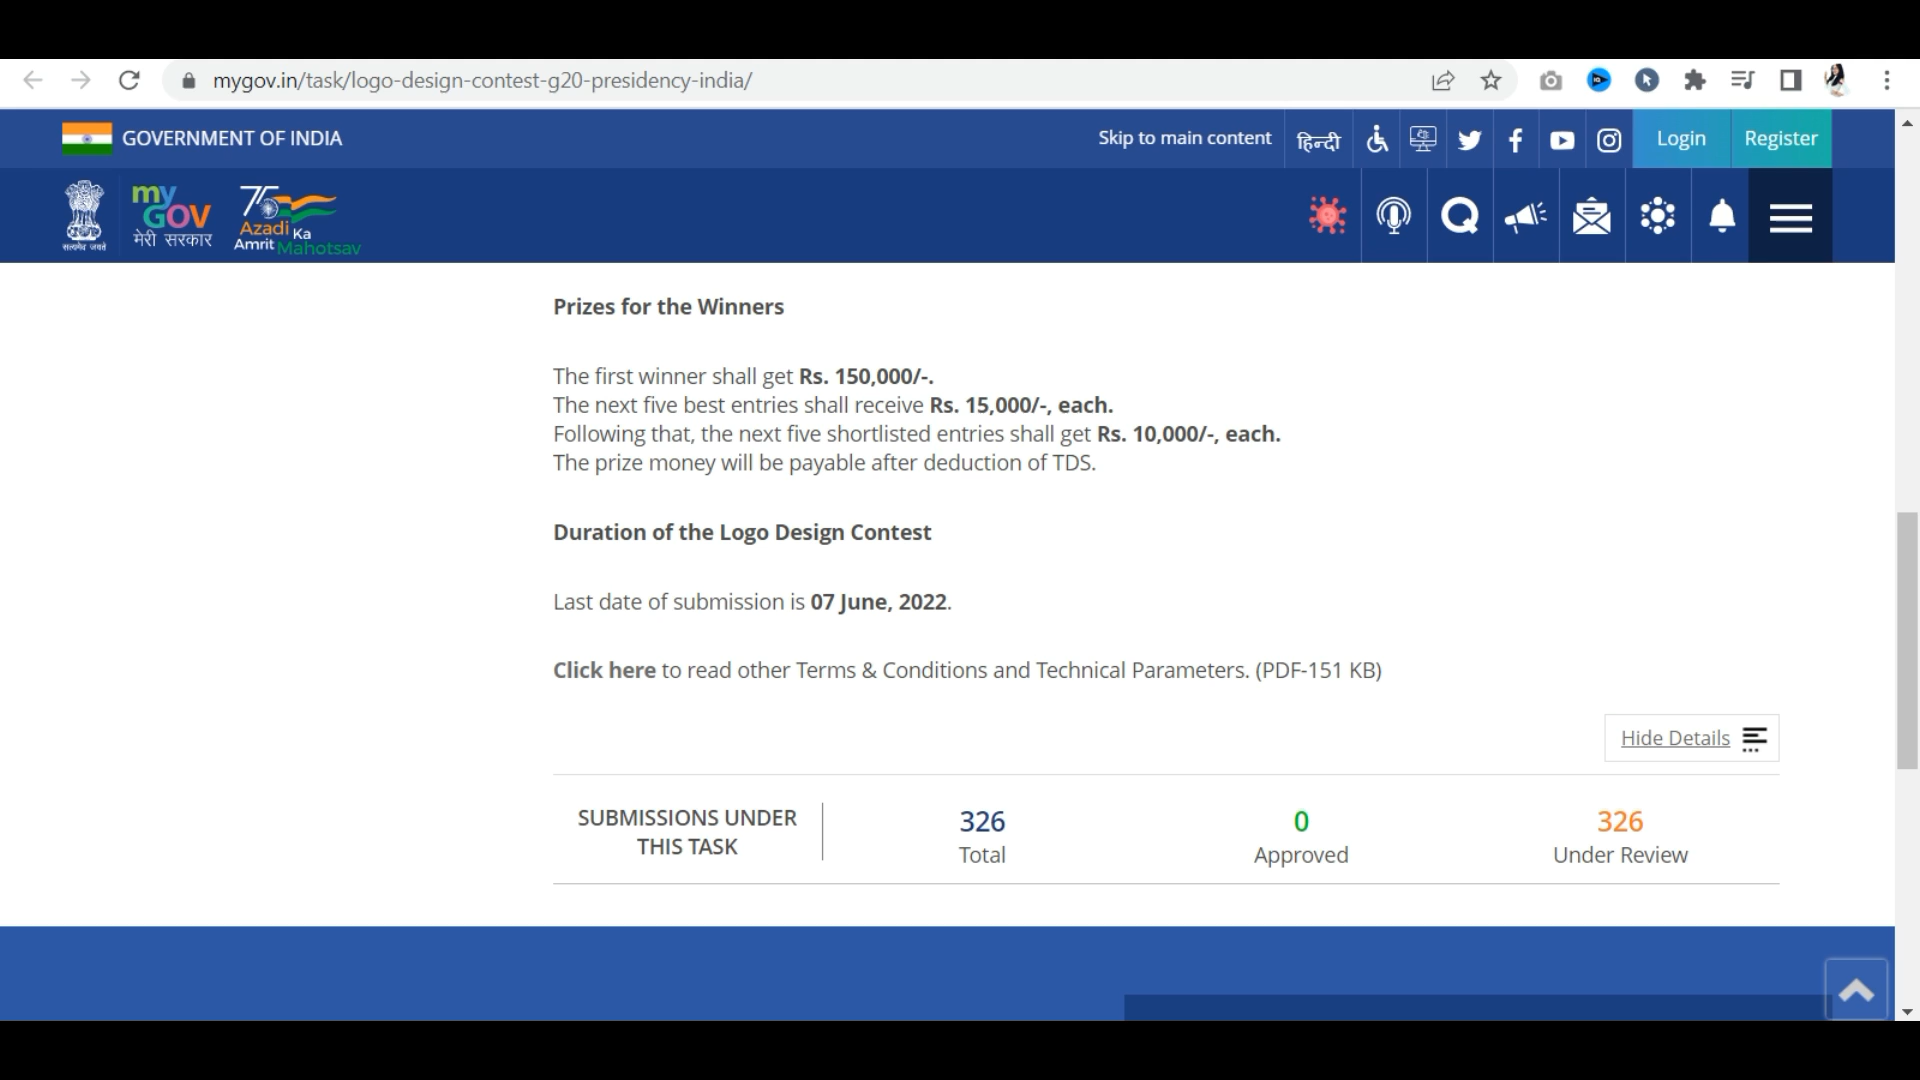 mygov.in/task/logo-design-contest-g20-presidency-india/
GOVERNMENT OF INDIA
Skip to main content
हिन्दी
Login
Register
सत्यमेव जयते
my
GOV
मेरी सरकार
75
Azadi Ka
Amrit Mahotsav
Prizes for the Winners
The first winner shall get Rs. 150,000/-.
The next five best entries shall receive Rs. 15,000/-, each.
Following that, the next five shortlisted entries shall get Rs. 10,000/-, each.
The prize money will be payable after deduction of TDS.
Duration of the Logo Design Contest
Last date of submission is 07 June, 2022.
Click here to read other Terms & Conditions and Technical Parameters. (PDF-151 KB)
Hide Details
SUBMISSIONS UNDER
THIS TASK
326
Total
0
Approved
326
Under Review